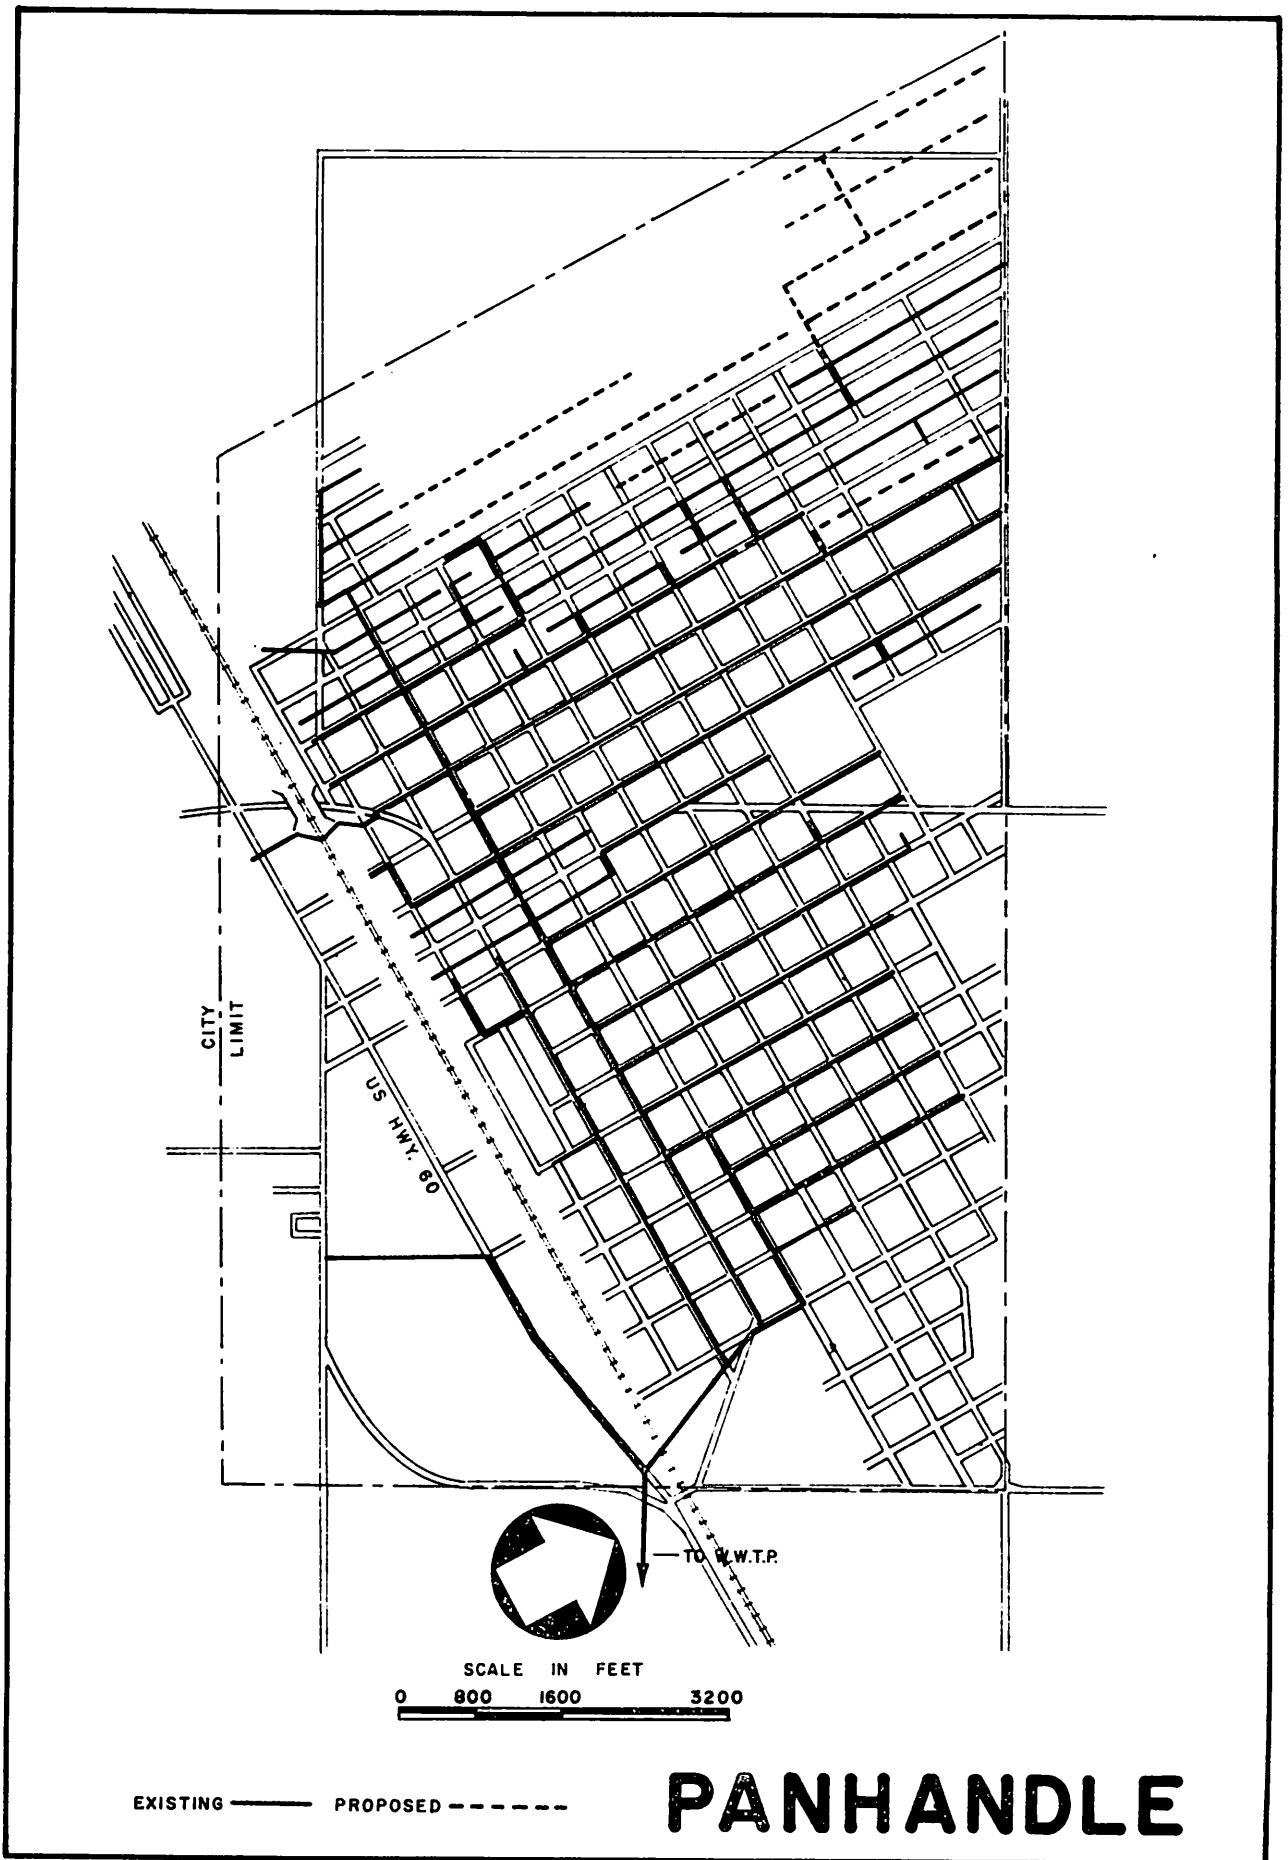 CITY
LIMIT
US HWY. 60
TO W.W.T.P.
SCALE IN FEET
0 800 1600 3200
EXISTING PROPOSED
PANHANDLE